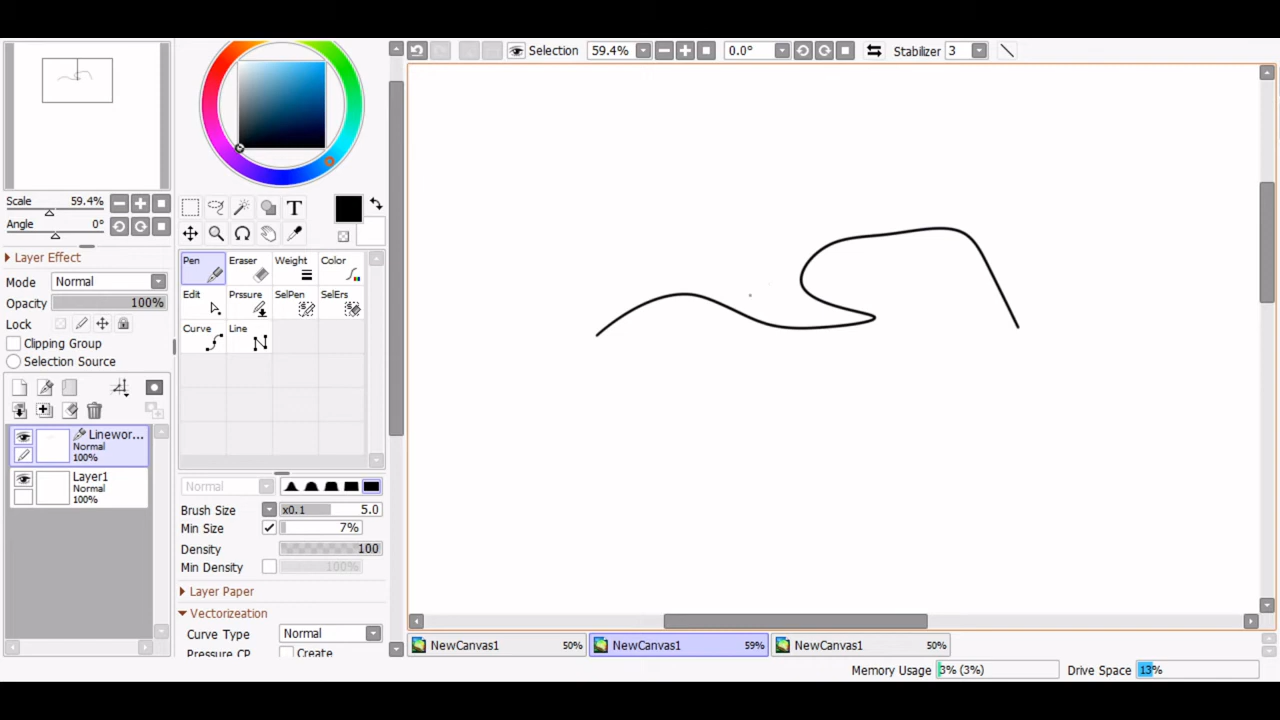 Selection 59.4% 0.0° Stabilizer 3
Scale 59.4%
Angle 0°
Layer Effect
Mode Normal
Opacity 100%
Lock
Clipping Group
Selection Source
Linewor...
Normal
100%
Layer1
Normal
100%
T
Pen Eraser Weight Color
Edit Prssure SelPen SelErs
Curve Line
Normal
Brush Size x0.1 5.0
Min Size 7%
Density 100
Min Density 100%
Layer Paper
Vectorizeation
Curve Type Normal
Pressure CP Create
NewCanvas1 50% NewCanvas1 59% NewCanvas1 50%
Memory Usage 3% (3%) Drive Space 13%